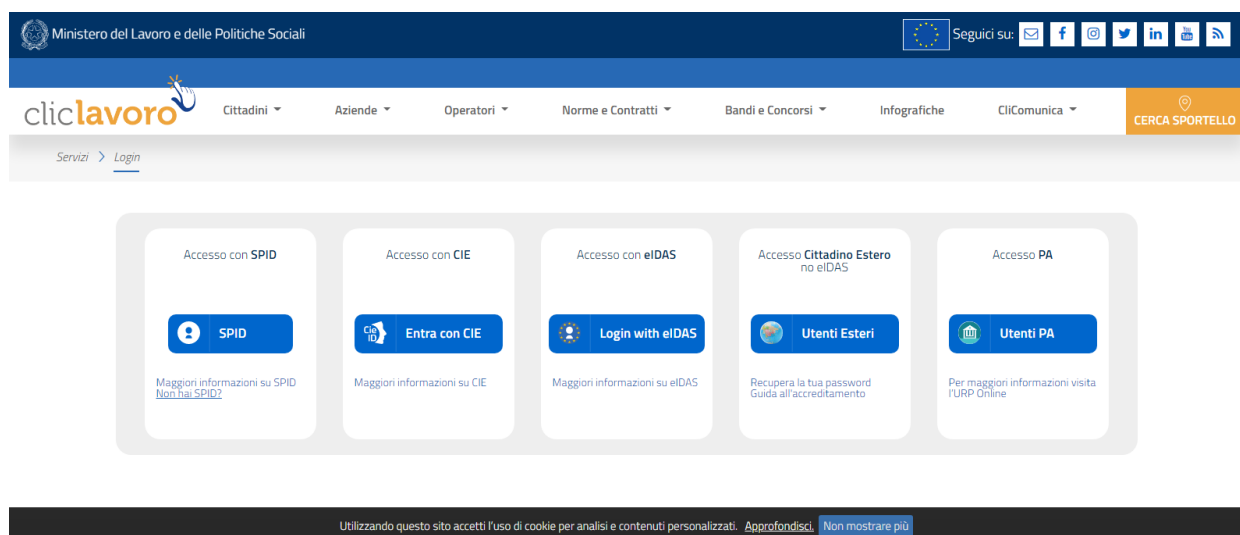 Ministero del Lavoro e delle Politiche Sociali
Seguici su:
cliclavoro
Cittadini
Aziende
Operatori
Norme e Contratti
Bandi e Concorsi
Infografiche
CliComunica
CERCA SPORTELLO
Servizi > Login
Accesso con SPID
SPID
Maggiori informazioni su SPID
Non hai SPID?
Accesso con CIE
Cie ID
Entra con CIE
Maggiori informazioni su CIE
Accesso con eIDAS
Login with eIDAS
Maggiori informazioni su eIDAS
Accesso Cittadino Estero
no eIDAS
Utenti Esteri
Recupera la tua password
Guida all'accreditamento
Accesso PA
Utenti PA
Per maggiori informazioni visita
l'URP Online
Utilizzando questo sito accetti l'uso di cookie per analisi e contenuti personalizzati. Approfondisci. Non mostrare più